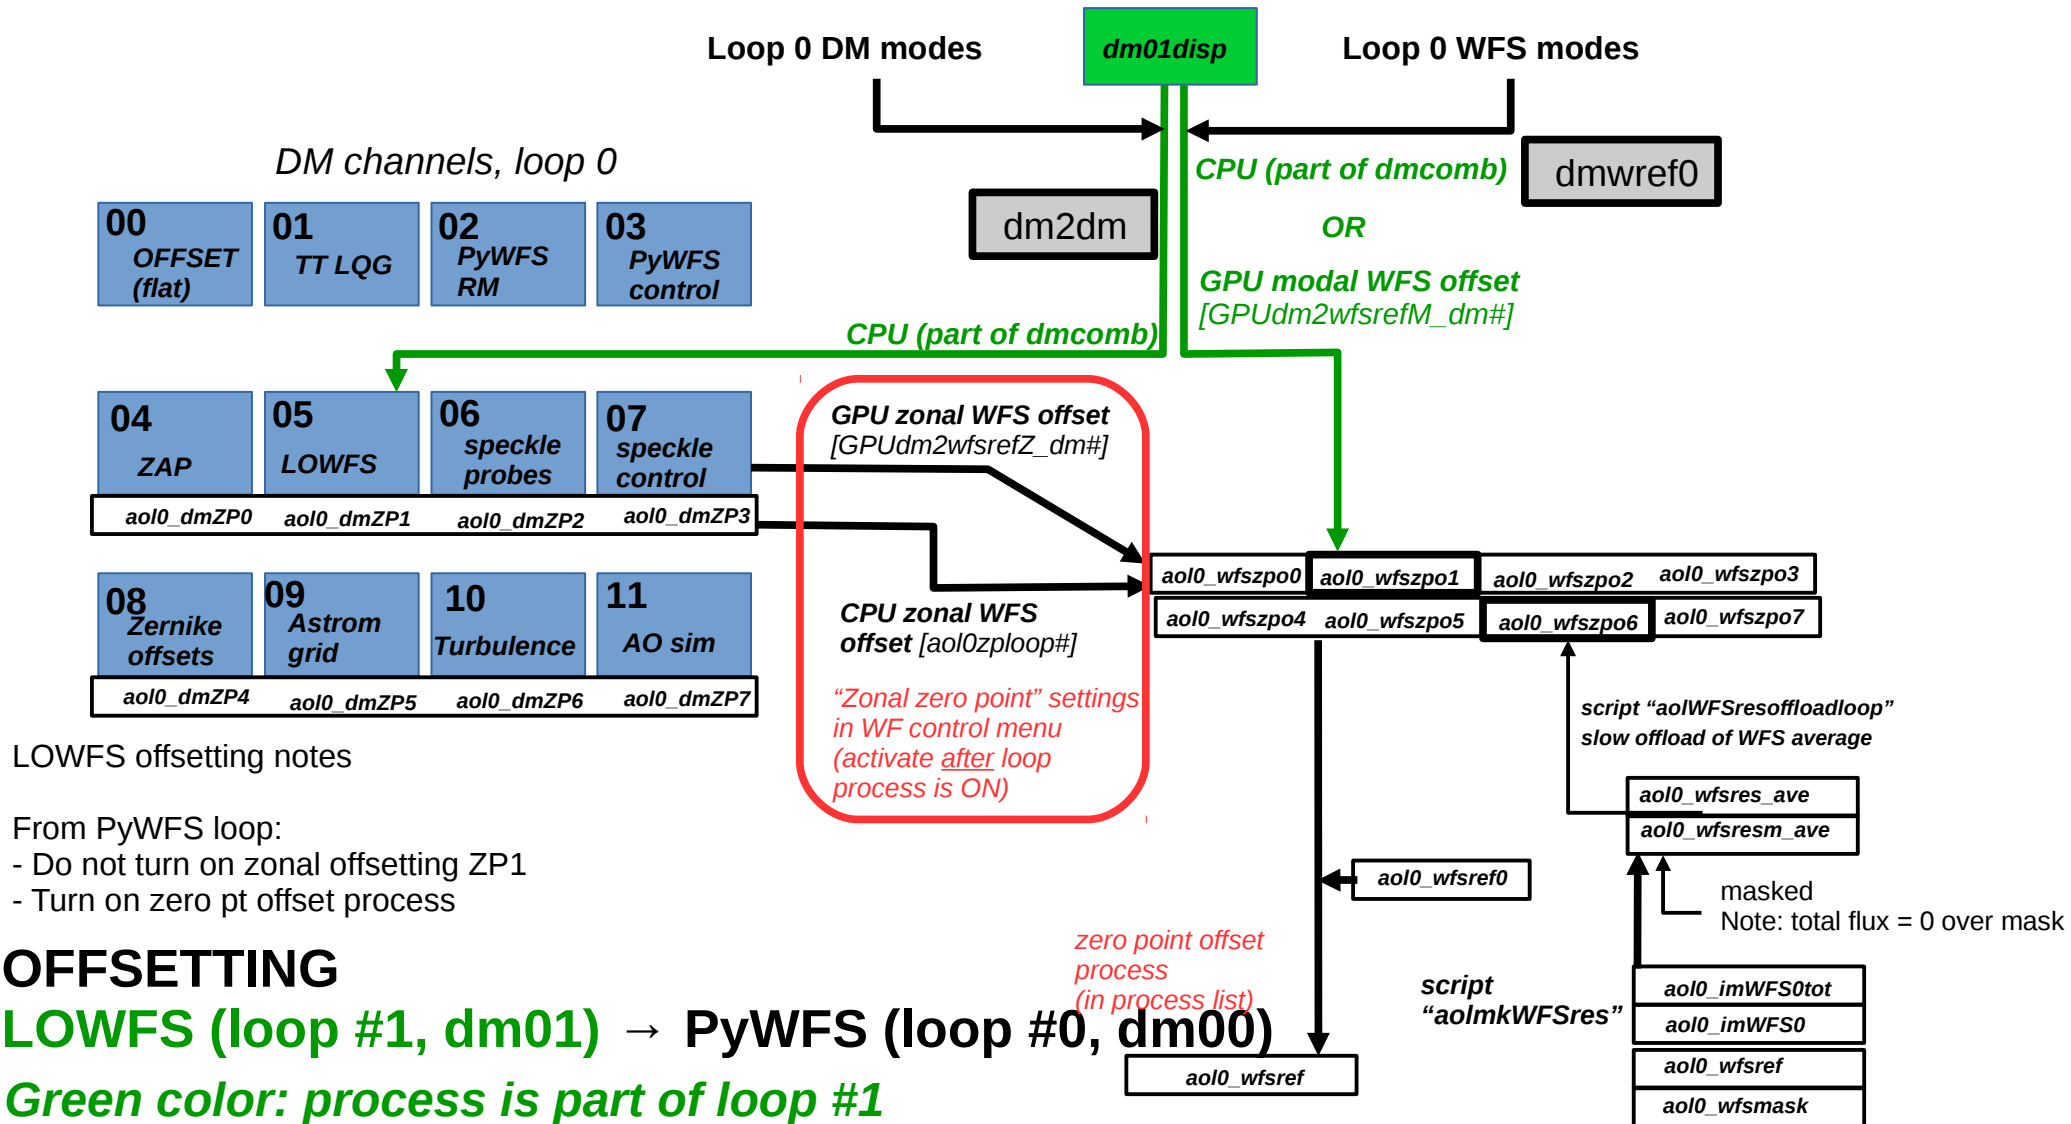 Loop 0 DM modes
dm01disp
Loop 0 WFS modes
DM channels, loop 0
CPU (part of dmcomb)
dmwref0
dm2dm
OR
GPU modal WFS offset
[GPUdm2wfsrefM_dm#]
00
OFFSET
(flat)
01
TT LQG
02
PyWFS
RM
03
PyWFS
control
CPU (part of dmcomb)
04
ZAP
05
LOWFS
06
speckle
probes
07
speckle
control
aol0_dmZP0
aol0_dmZP1
aol0_dmZP2
aol0_dmZP3
GPU zonal WFS offset
[GPUdm2wfsrefZ_dm#]
08
Zernike
offsets
09
Astrom
grid
10
Turbulence
11
AO sim
aol0_dmZP4
aol0_dmZP5
aol0_dmZP6
aol0_dmZP7
CPU zonal WFS
offset [aol0zploop#]
“Zonal zero point” settings
in WF control menu
(activate after loop
process is ON)
aol0_wfszpo0
aol0_wfszpo1
aol0_wfszpo2
aol0_wfszpo3
aol0_wfszpo4
aol0_wfszpo5
aol0_wfszpo6
aol0_wfszpo7
script “aolWFSresoffloadloop”
slow offload of WFS average
aol0_wfsres_ave
aol0_wfsresm_ave
LOWFS offsetting notes
From PyWFS loop:
- Do not turn on zonal offsetting ZP1
- Turn on zero pt offset process
aol0_wfsref0
masked
Note: total flux = 0 over mask
zero point offset
process
(in process list)
script
“aolmkWFSres”
aol0_imWFS0tot
aol0_imWFS0
aol0_wfsref
aol0_wfsmask
OFFSETTING
LOWFS (loop #1, dm01) → PyWFS (loop #0, dm00)
aol0_wfsref
Green color: process is part of loop #1